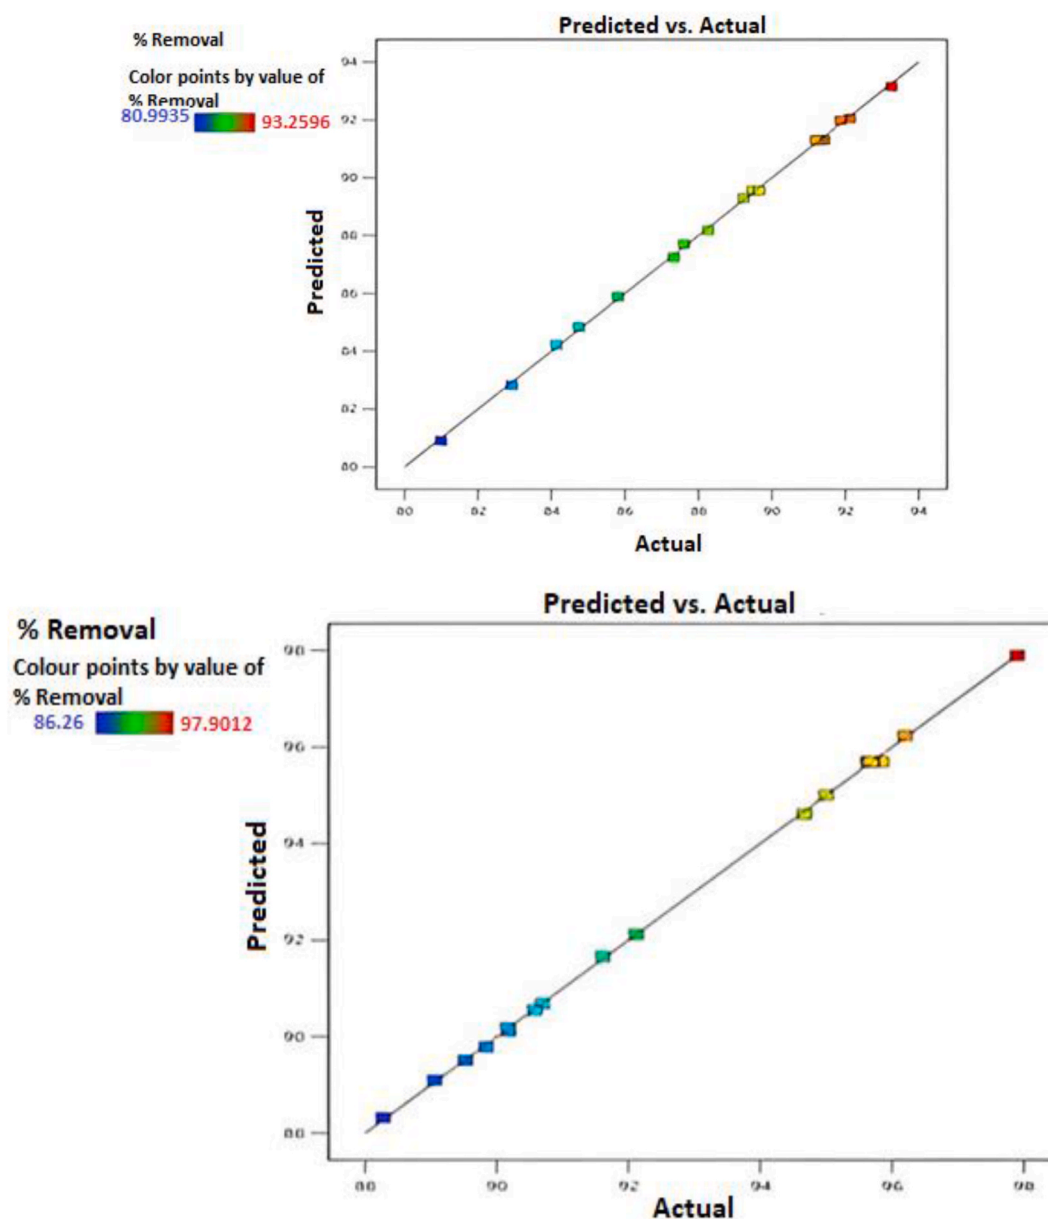 Predicted vs. Actual
% Removal
Color points by value of
% Removal
80.9935 93.2596
Predicted
94
92
90
88
86
84
82
80
80 82 84 86 88 90 92 94
Actual
Predicted vs. Actual
% Removal
Colour points by value of
% Removal
86.26 97.9012
Predicted
98
96
94
92
90
88
88 90 92 94 96 98
Actual